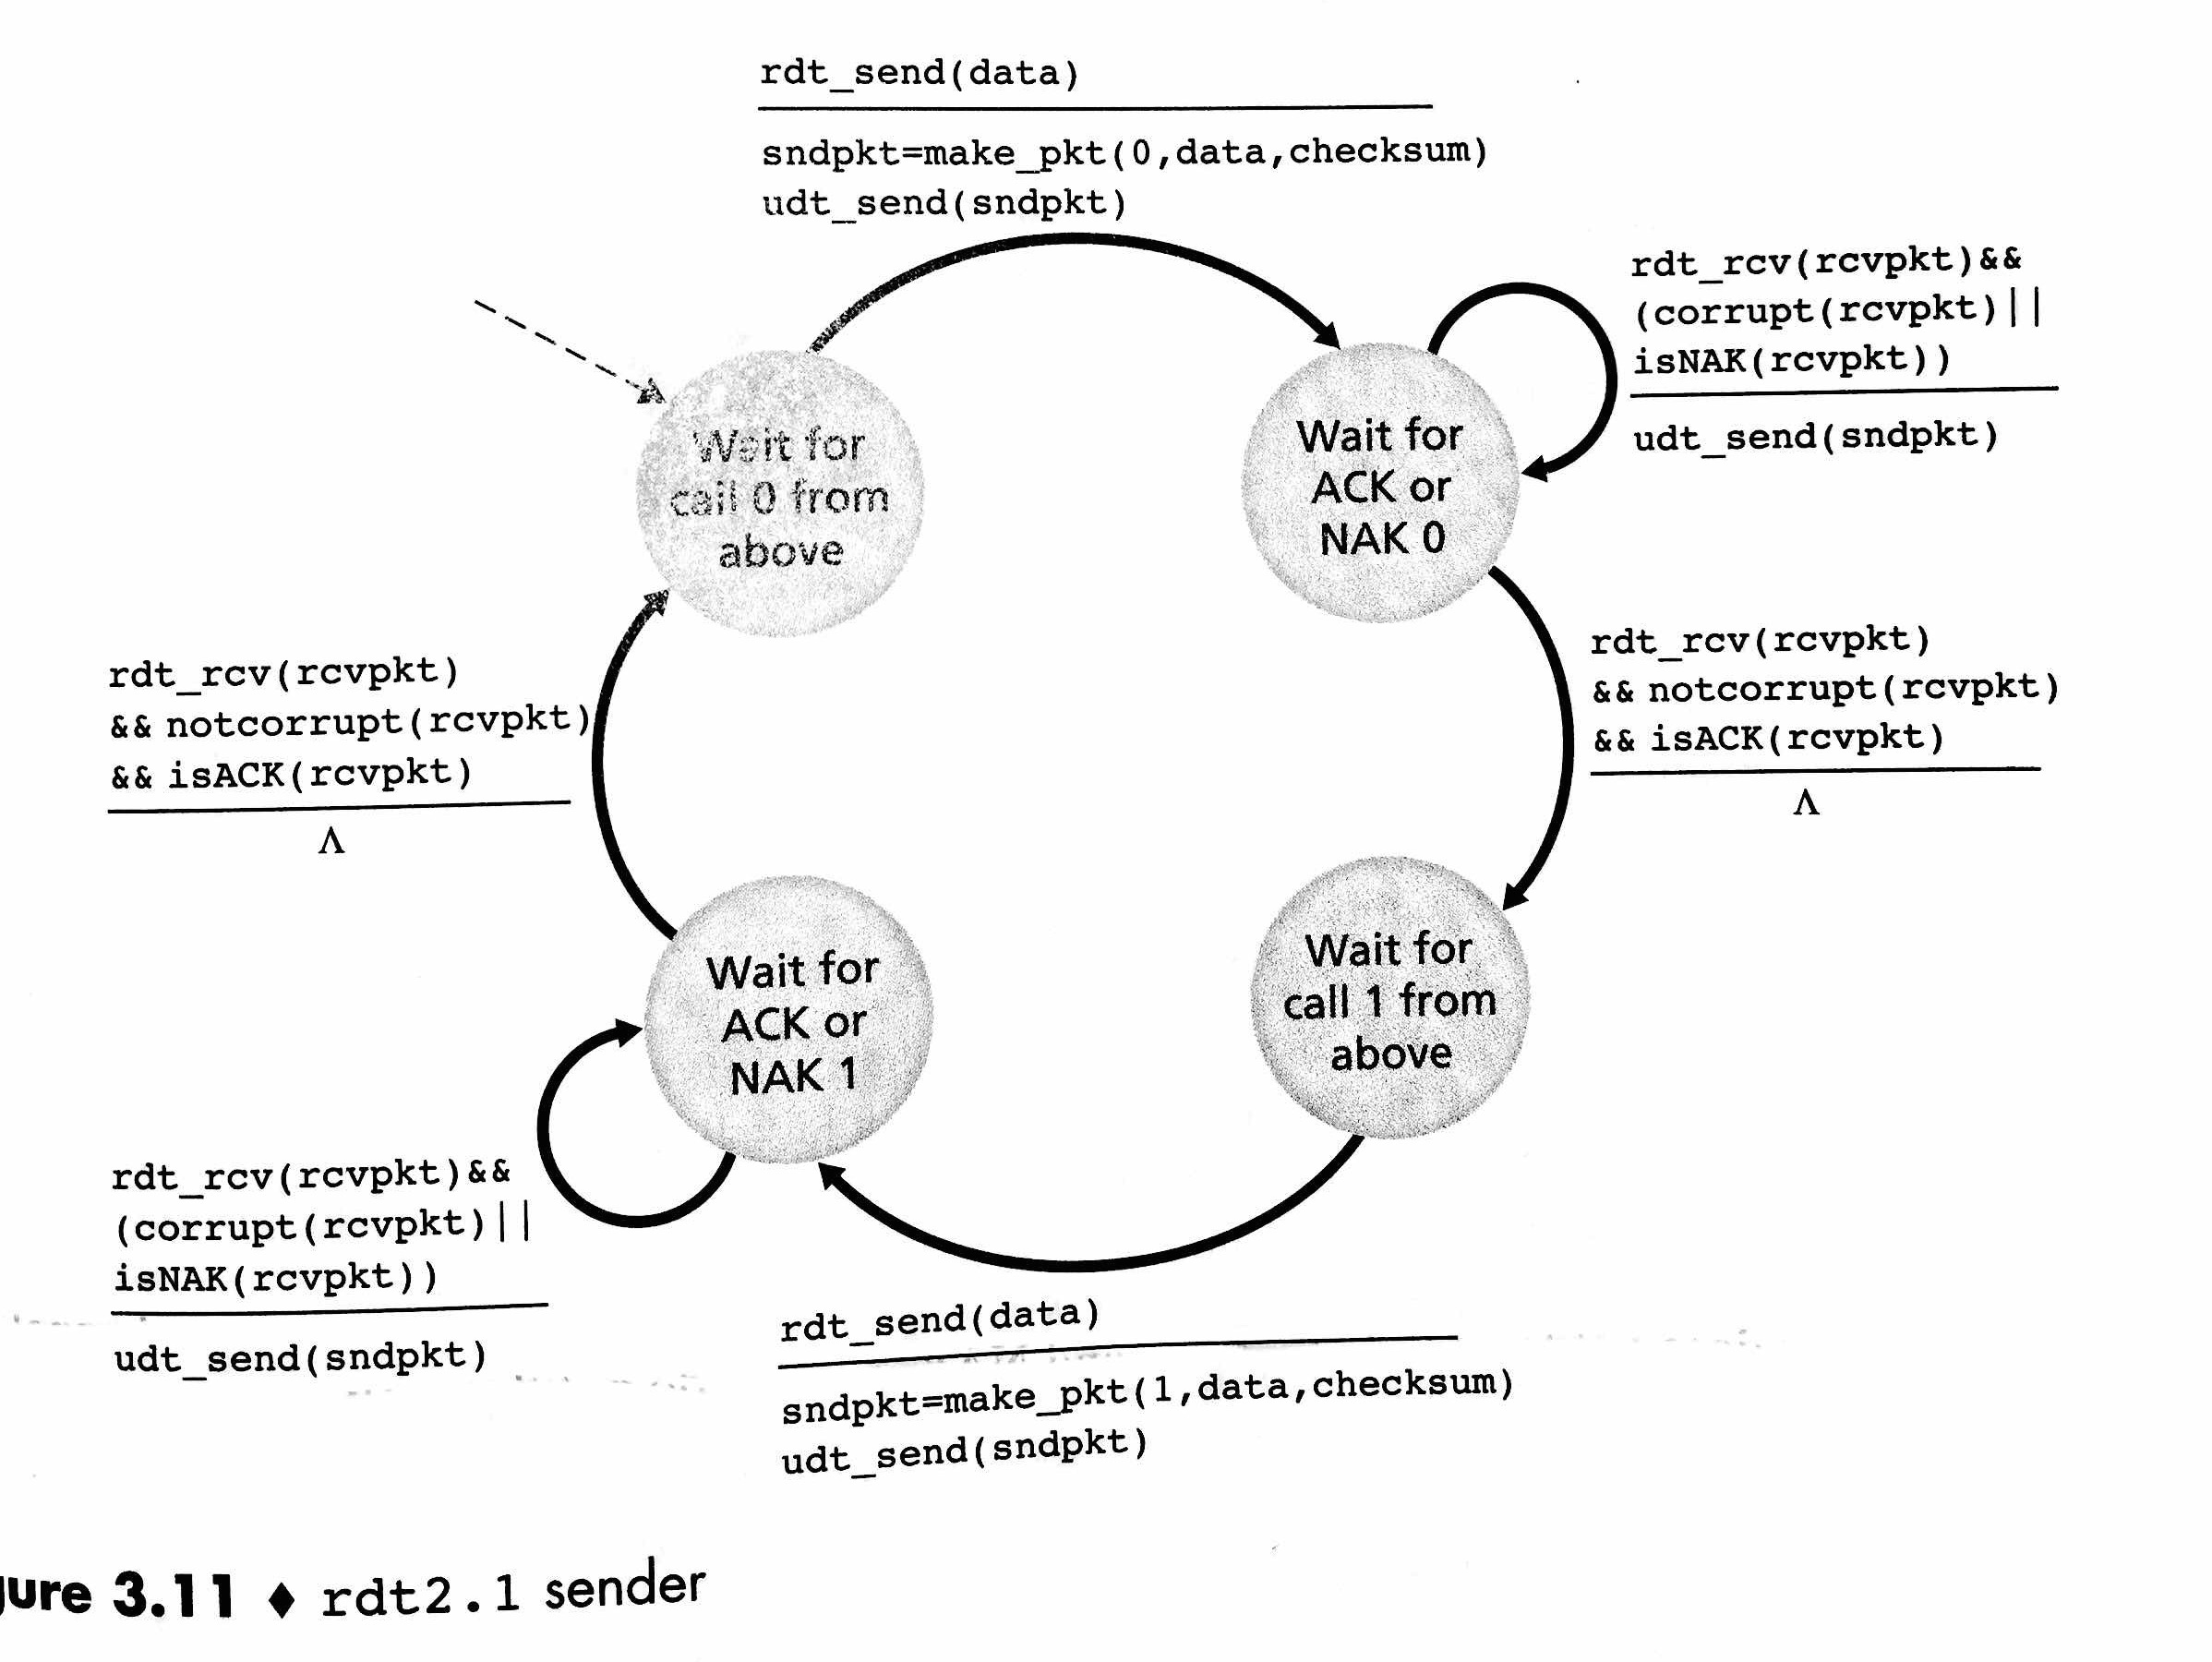 rdt_send(data)
sndpkt=make_pkt(0,data,checksum)
udt_send(sndpkt)
rdt_rcv(rcvpkt)&&
(corrupt(rcvpkt)||
isNAK(rcvpkt))
udt_send(sndpkt)
Wait for
call 0 from
above
Wait for
ACK or
NAK 0
rdt_rcv(rcvpkt)
&& notcorrupt(rcvpkt)
&& isACK(rcvpkt)
Λ
rdt_rcv(rcvpkt)
&& notcorrupt(rcvpkt)
&& isACK(rcvpkt)
Λ
Wait for
ACK or
NAK 1
Wait for
call 1 from
above
rdt_rcv(rcvpkt)&&
(corrupt(rcvpkt)||
isNAK(rcvpkt))
udt_send(sndpkt)
rdt_send(data)
sndpkt=make_pkt(1,data,checksum)
udt_send(sndpkt)
gure 3.11 ♦ rdt2.1 sender